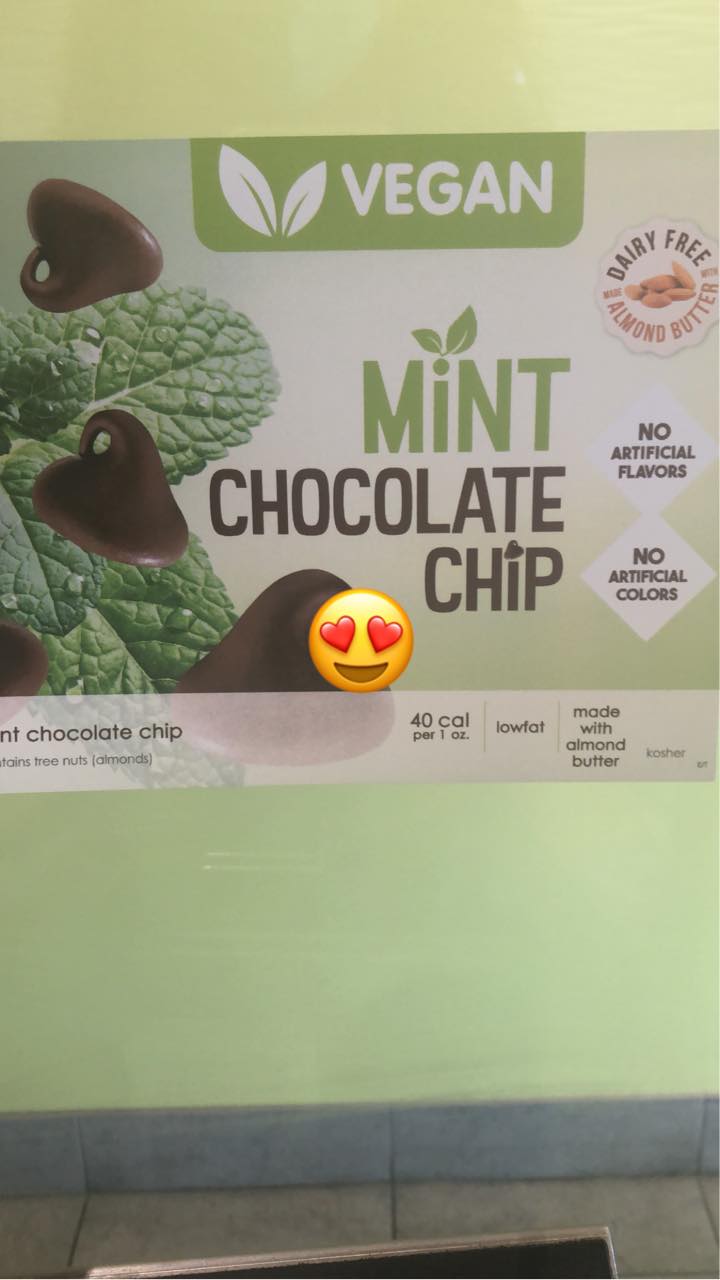 VEGAN
DAIRY FREE
MADE WITH
ALMOND BUTTER
MiNT
CHOCOLATE
CHiP
NO
ARTIFICIAL
FLAVORS
NO
ARTIFICIAL
COLORS
nt chocolate chip
tains tree nuts (almonds)
40 cal
per 1 oz.
lowfat
made
with
almond
butter
kosher